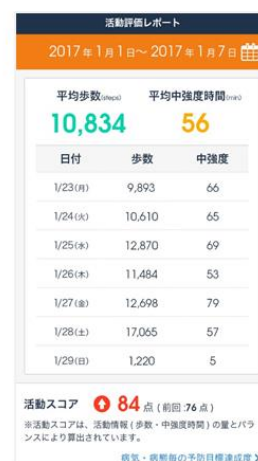 活動評価レポート
2017年1月1日〜2017年1月7日
平均歩数(steps) 平均中強度時間(min)
10,834 56
日付 歩数 中強度
1/23(月) 9,893 66
1/24(火) 10,610 65
1/25(水) 12,870 69
1/26(木) 11,484 53
1/27(金) 12,698 79
1/28(土) 17,065 57
1/29(日) 1,220 5
活動スコア 84点(前回:76点)
※活動スコアは、活動情報(歩数・中強度時間)の量とバラ
ンスにより算出されています。
病気・病態毎の予防目標達成度